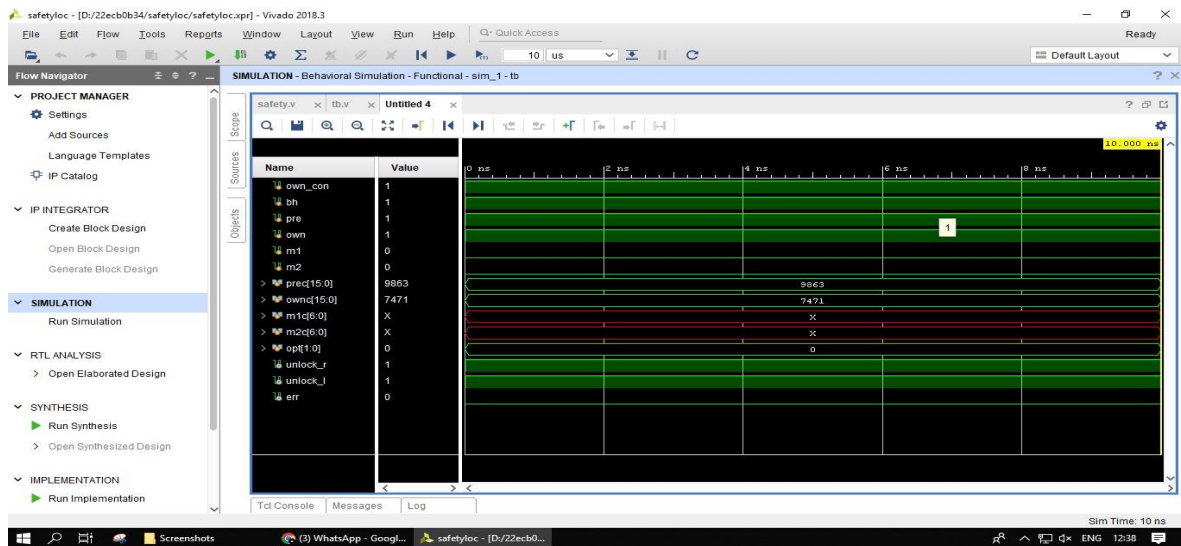 safetyloc - [D:/22ecb0b34/safetyloc/safetyloc.xpr] - Vivado 2018.3
File Edit Flow Tools Reports Window Layout View Run Help Q- Quick Access Ready
10 us Default Layout
Flow Navigator SIMULATION - Behavioral Simulation - Functional - sim_1 - tb
PROJECT MANAGER
Settings
Add Sources
Language Templates
IP Catalog
IP INTEGRATOR
Create Block Design
Open Block Design
Generate Block Design
SIMULATION
Run Simulation
RTL ANALYSIS
Open Elaborated Design
SYNTHESIS
Run Synthesis
Open Synthesized Design
IMPLEMENTATION
Run Implementation
Scope
Sources
Objects
safety.v tb.v Untitled 4
10.000 ns
Name Value 0 ns 2 ns 4 ns 6 ns 8 ns
own_con 1
bh 1
pre 1
own 1 1
m1 0
m2 0
prec[15:0] 9863 9863
ownc[15:0] 7471 7471
m1c[6:0] X X
m2c[6:0] X X
opt[1:0] 0 0
unlock_r 1
unlock_l 1
err 0
Tcl Console Messages Log
Sim Time: 10 ns
Screenshots (3) WhatsApp - Googl... safetyloc - [D:/22ecb0... ENG 12:38